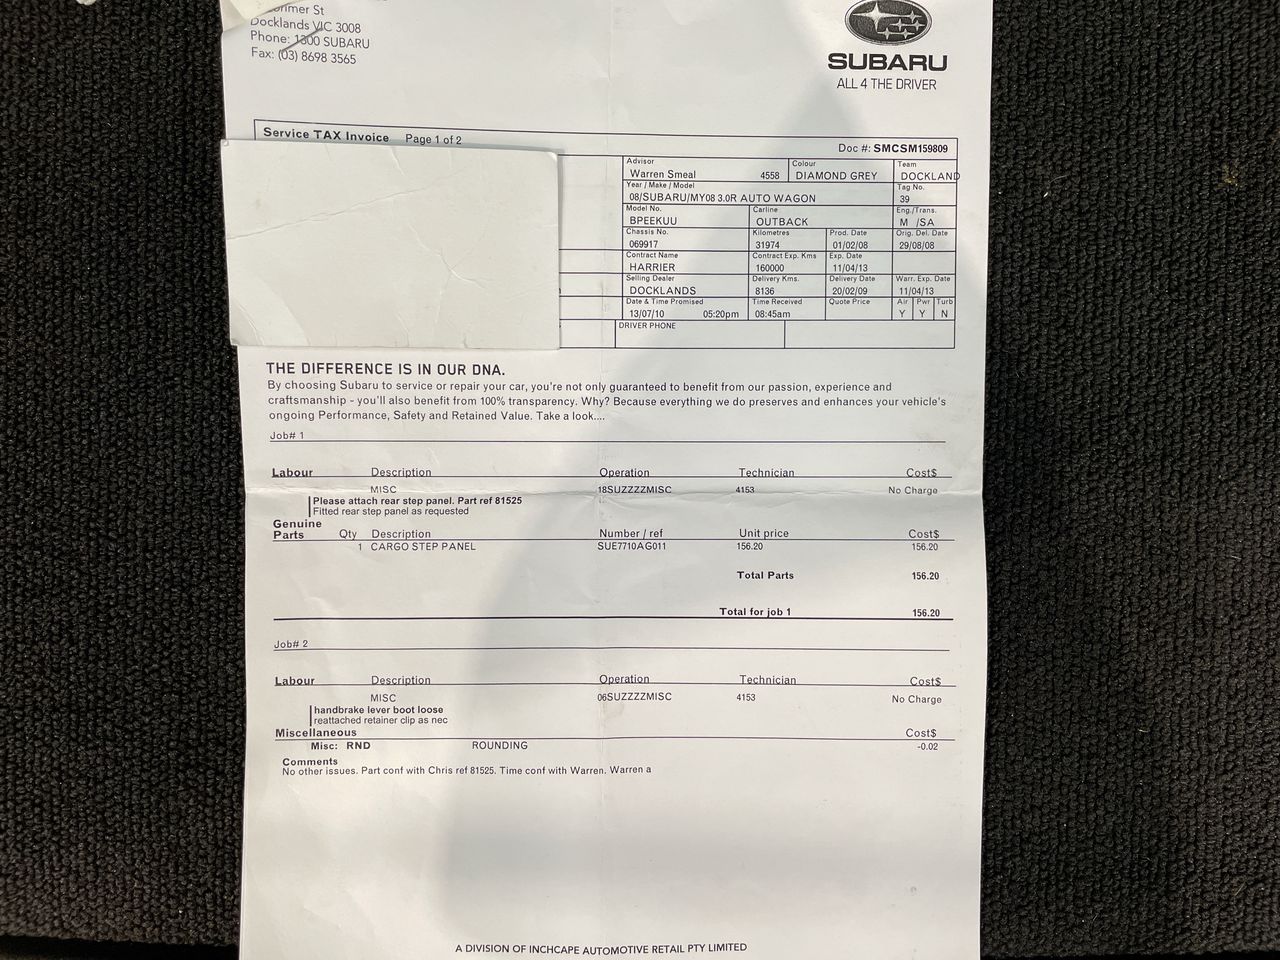 Docklands VIC 3008
Phone: 1300 SUBARU
Fax: (03) 8698 3565
SUBARU
ALL 4 THE DRIVER
Service TAX Invoice Page 1 of 2
Doc #: SMCSM159809
Advisor Colour Team
Warren Smeal 4558 DIAMOND GREY DOCKLAND
Year / Make / Model Tag No.
08/SUBARU/MY08 3.0R AUTO WAGON 39
Model No. Carline Eng./Trans.
BPEEKUU OUTBACK M /SA
Chassis No. Kilometres Prod. Date Orig. Del. Date
069917 31974 01/02/08 29/08/08
Contract Name Contract Exp. Kms Exp. Date
HARRIER 160000 11/04/13
Selling Dealer Delivery Kms. Delivery Date Warr. Exp. Date
DOCKLANDS 8136 20/02/09 11/04/13
Date & Time Promised Time Received Quote Price Air Pwr Turb
13/07/10 05:20pm 08:45am Y Y N
DRIVER PHONE
THE DIFFERENCE IS IN OUR DNA.
By choosing Subaru to service or repair your car, you're not only guaranteed to benefit from our passion, experience and
craftsmanship - you'll also benefit from 100% transparency. Why? Because everything we do preserves and enhances your vehicle's
ongoing Performance, Safety and Retained Value. Take a look....
Job# 1
Labour Description Operation Technician Cost$
MISC 18SUZZZZMISC 4153 No Charge
Please attach rear step panel. Part ref 81525
Fitted rear step panel as requested
Genuine
Parts Qty Description Number / ref Unit price Cost$
1 CARGO STEP PANEL SUE7710AG011 156.20 156.20
Total Parts 156.20
Total for job 1 156.20
Job# 2
Labour Description Operation Technician Cost$
MISC 06SUZZZZMISC 4153 No Charge
handbrake lever boot loose
reattached retainer clip as nec
Miscellaneous Cost$
Misc: RND ROUNDING -0.02
Comments
No other issues. Part conf with Chris ref 81525. Time conf with Warren. Warren a
A DIVISION OF INCHCAPE AUTOMOTIVE RETAIL PTY LIMITED